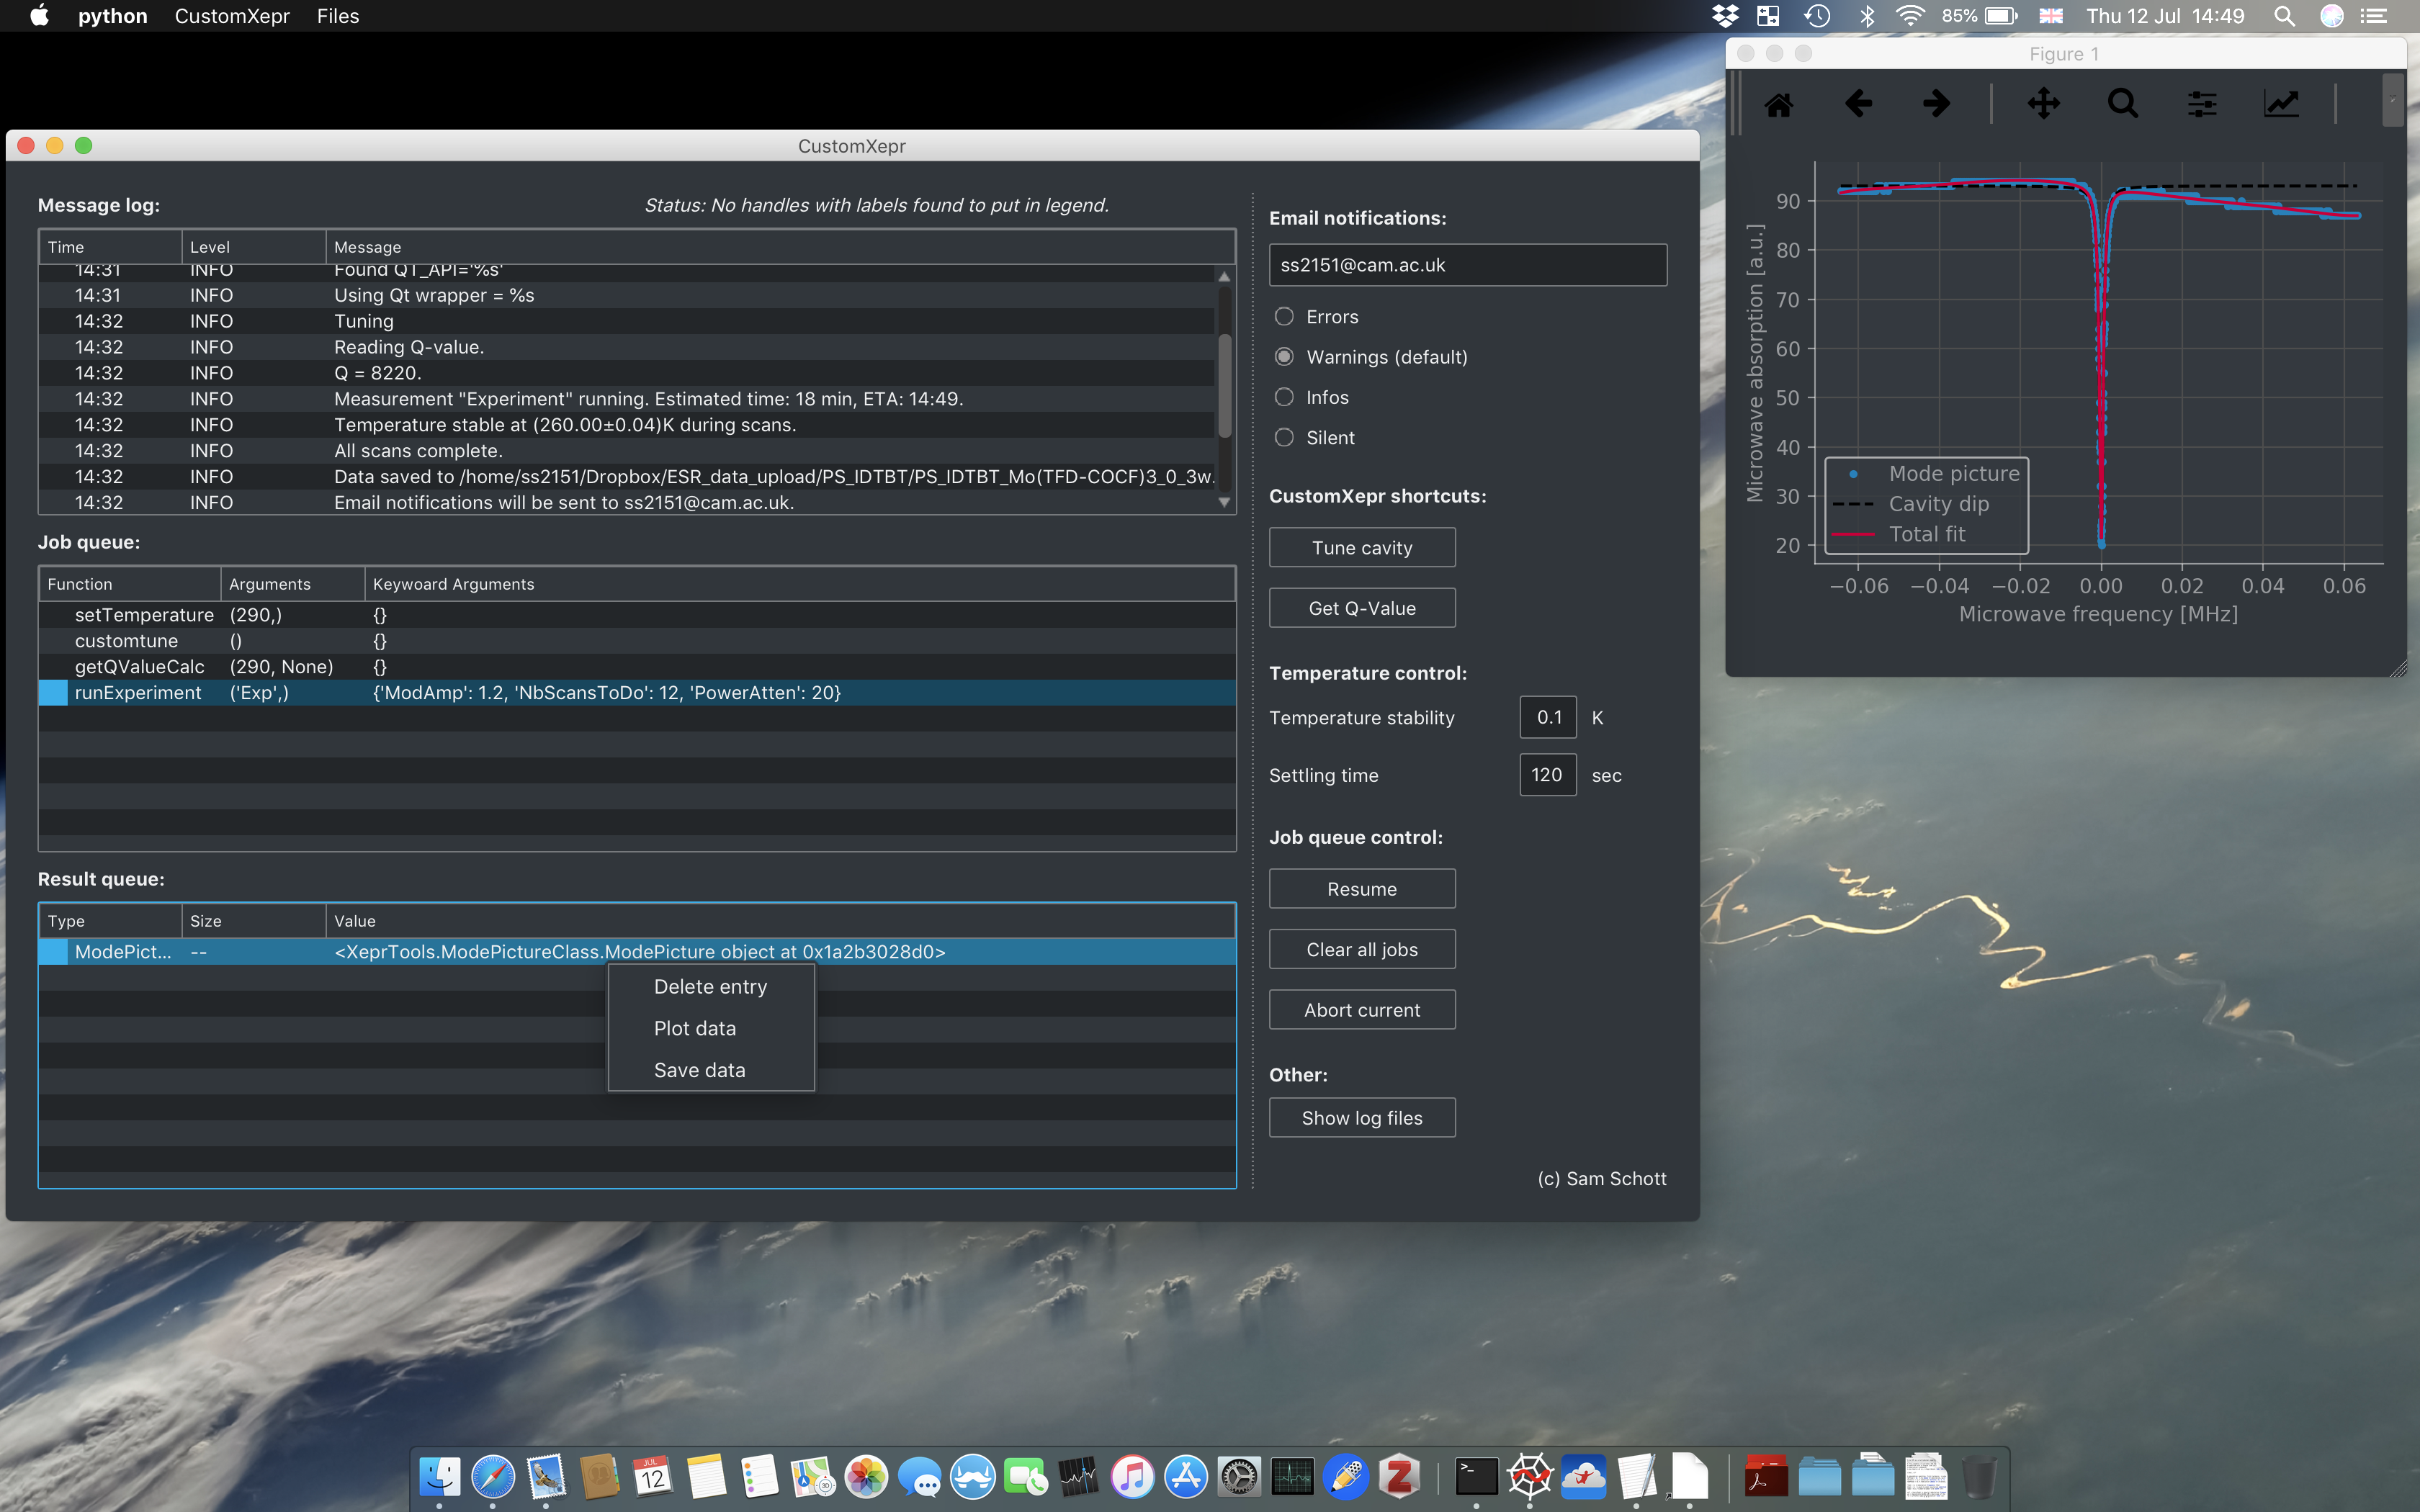 python CustomXepr Files
85% Thu 12 Jul 14:49
Figure 1
CustomXepr
Message log:
Status: No handles with labels found to put in legend.
Time Level Message
14:31 INFO Found QT_API='%s'
14:31 INFO Using Qt wrapper = %s
14:32 INFO Tuning
14:32 INFO Reading Q-value.
14:32 INFO Q = 8220.
14:32 INFO Measurement "Experiment" running. Estimated time: 18 min, ETA: 14:49.
14:32 INFO Temperature stable at (260.00±0.04)K during scans.
14:32 INFO All scans complete.
14:32 INFO Data saved to /home/ss2151/Dropbox/ESR_data_upload/PS_IDTBT/PS_IDTBT_Mo(TFD-COCF)3_0_3w.
14:32 INFO Email notifications will be sent to ss2151@cam.ac.uk.
Job queue:
Function Arguments Keywoard Arguments
setTemperature (290,) {}
customtune () {}
getQValueCalc (290, None) {}
runExperiment ('Exp',) {'ModAmp': 1.2, 'NbScansToDo': 12, 'PowerAtten': 20}
Result queue:
Type Size Value
ModePict... -- <XeprTools.ModePictureClass.ModePicture object at 0x1a2b3028d0>
Delete entry
Plot data
Save data
Email notifications:
ss2151@cam.ac.uk
Errors
Warnings (default)
Infos
Silent
CustomXepr shortcuts:
Tune cavity
Get Q-Value
Temperature control:
Temperature stability 0.1 K
Settling time 120 sec
Job queue control:
Resume
Clear all jobs
Abort current
Other:
Show log files
(c) Sam Schott
Microwave absorption [a.u.]
90
80
70
60
50
40
30
20
Mode picture
Cavity dip
Total fit
−0.06 −0.04 −0.02 0.00 0.02 0.04 0.06
Microwave frequency [MHz]
JUL
12
3D
>_
Z